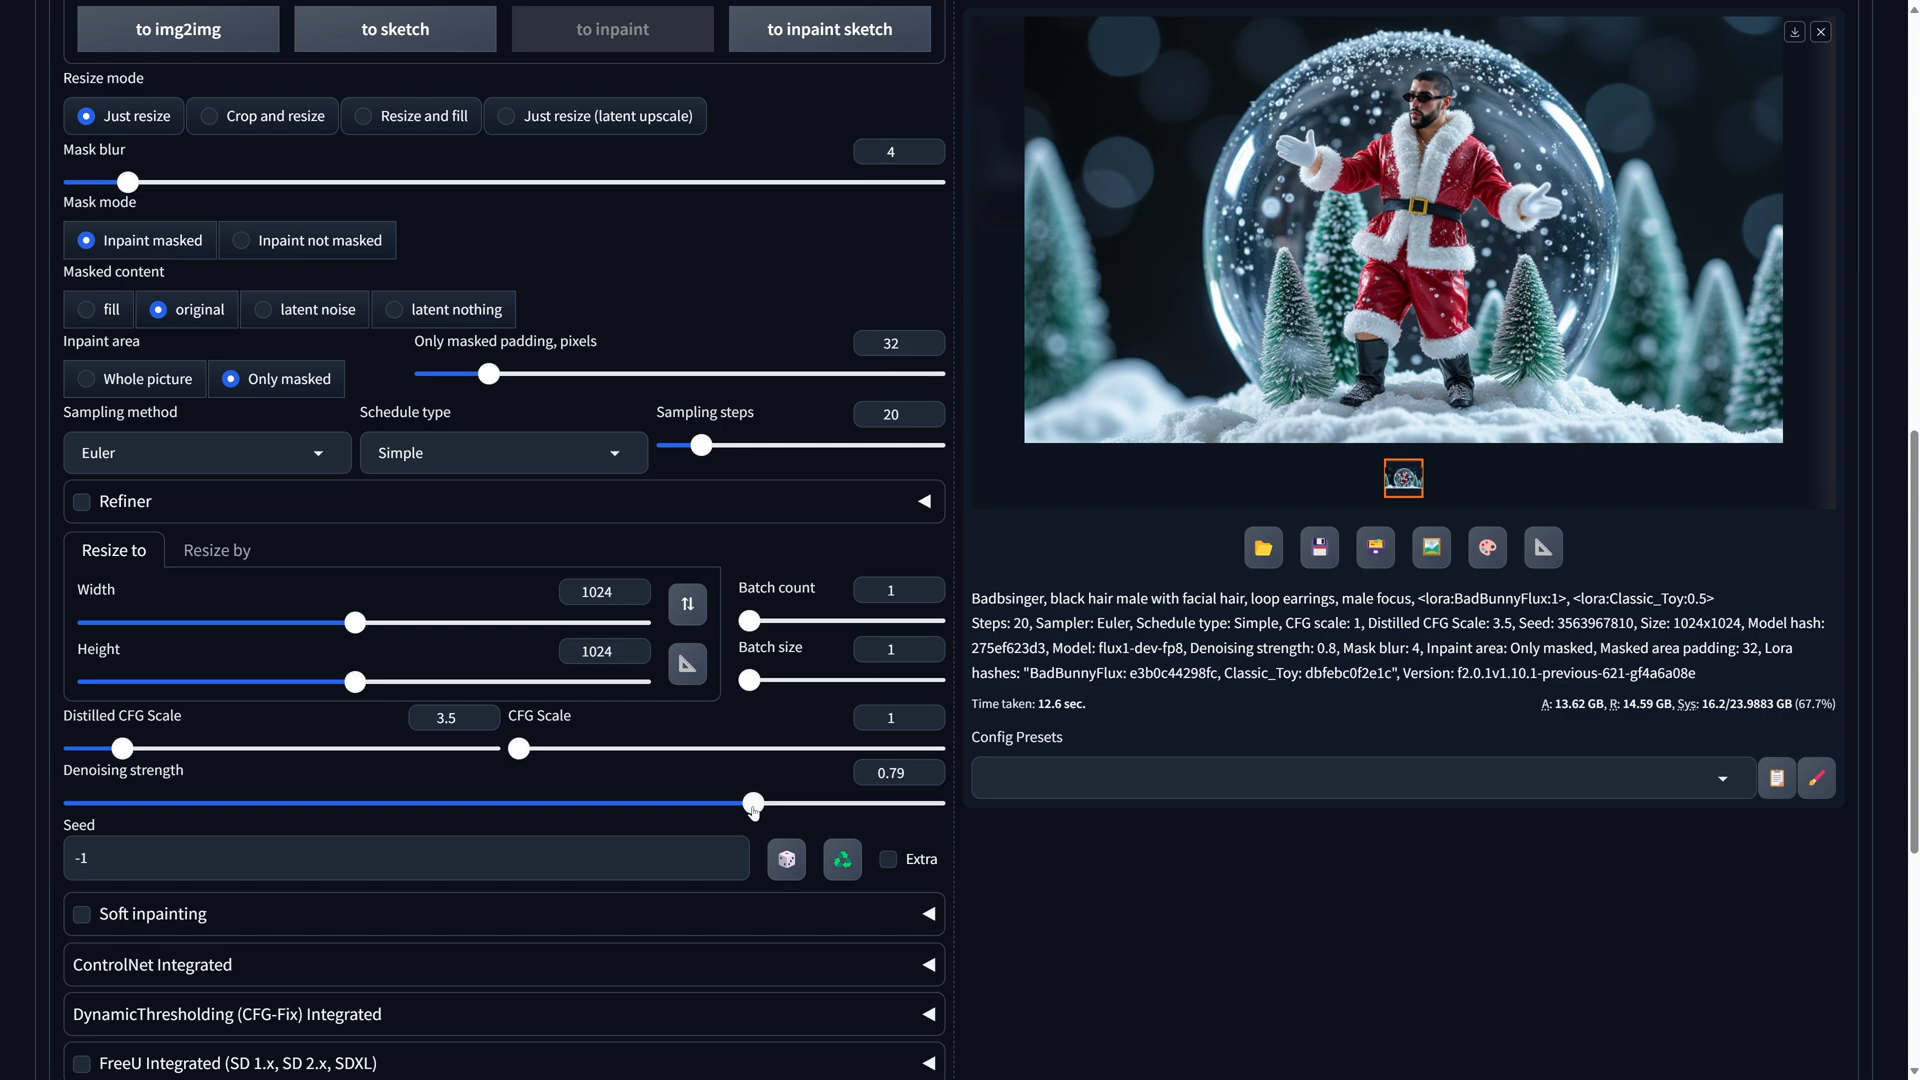 to img2img
to sketch
to inpaint
to inpaint sketch
Resize mode
Just resize
Crop and resize
Resize and fill
Just resize (latent upscale)
Mask blur
4
Mask mode
Inpaint masked
Inpaint not masked
Masked content
fill
original
latent noise
latent nothing
Inpaint area
Only masked padding, pixels
32
Whole picture
Only masked
Sampling method
Schedule type
Sampling steps
20
Euler
Simple
Refiner
Resize to
Resize by
Width
1024
Height
1024
Batch count
1
Batch size
1
Distilled CFG Scale
3.5
CFG Scale
1
Denoising strength
0.79
Seed
-1
Extra
Soft inpainting
ControlNet Integrated
DynamicThresholding (CFG-Fix) Integrated
FreeU Integrated (SD 1.x, SD 2.x, SDXL)
Badbsinger, black hair male with facial hair, loop earrings, male focus, <lora:BadBunnyFlux:1>, <lora:Classic_Toy:0.5>
Steps: 20, Sampler: Euler, Schedule type: Simple, CFG scale: 1, Distilled CFG Scale: 3.5, Seed: 3563967810, Size: 1024x1024, Model hash:
275ef623d3, Model: flux1-dev-fp8, Denoising strength: 0.8, Mask blur: 4, Inpaint area: Only masked, Masked area padding: 32, Lora
hashes: "BadBunnyFlux: e3b0c44298fc, Classic_Toy: dbfebc0f2e1c", Version: f2.0.1v1.10.1-previous-621-gf4a6a08e
Time taken: 12.6 sec.
A: 13.62 GB, R: 14.59 GB, Sys: 16.2/23.9883 GB (67.7%)
Config Presets